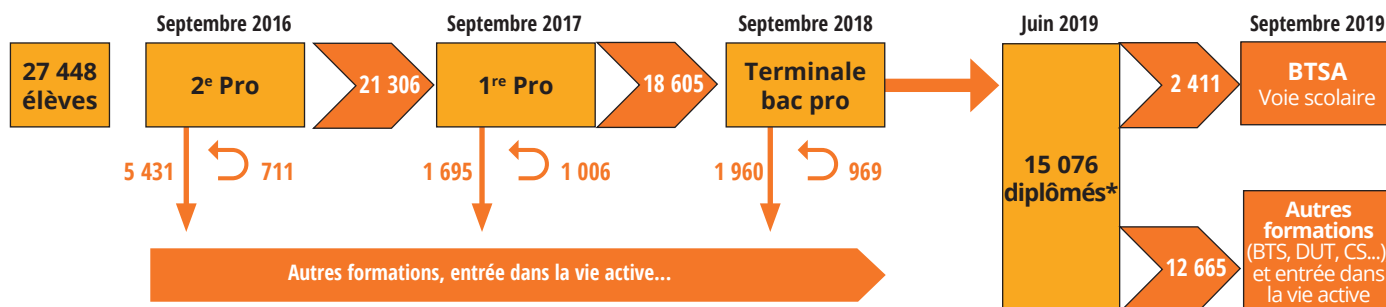 Septembre 2016
Septembre 2017
Septembre 2018
Juin 2019
Septembre 2019
27 448
élèves
2e Pro
21 306
1re Pro
18 605
Terminale
bac pro
2 411
BTSA
Voie scolaire
5 431
711
1 695
1 006
1 960
969
15 076
diplômés*
Autres formations, entrée dans la vie active...
12 665
Autres
formations
(BTS, DUT, CS...)
et entrée dans
la vie active